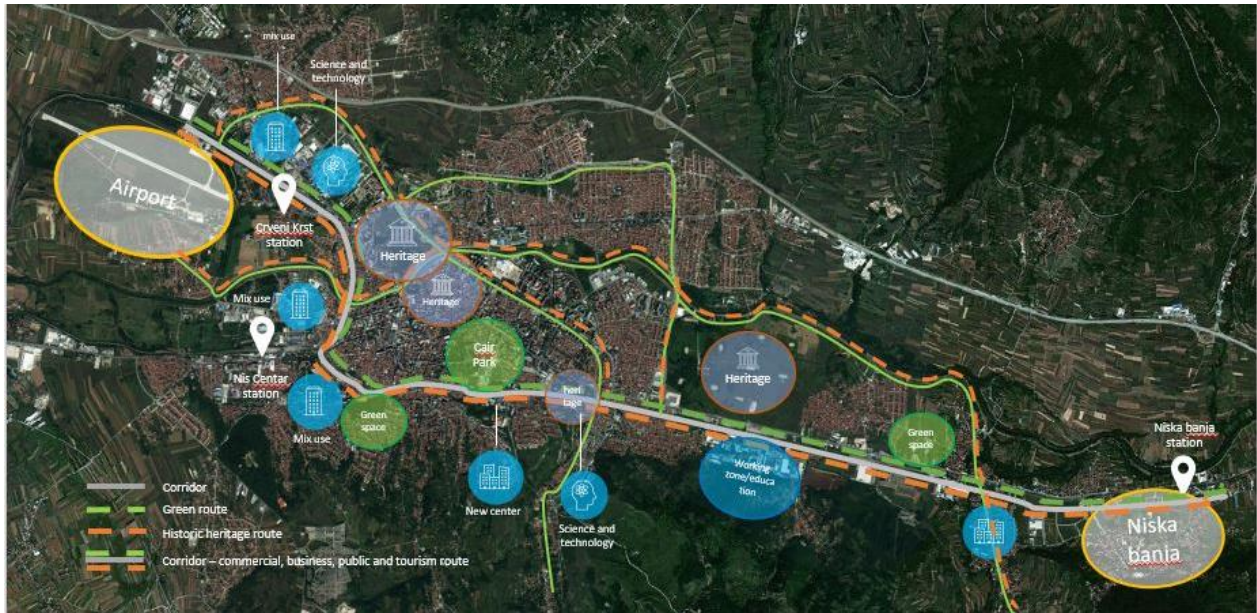 mix use
Science and
technology
Airport
Crveni Krst
station
Heritage
Heritage
Mix use
Nis Centar
station
Cair
Park
Heritage
heri
tage
Mix use
Green
space
Green
space
Niska banja
station
Working
zone/educa
tion
New center
Science and
technology
Niska
banja
Corridor
Green route
Historic heritage route
Corridor – commercial, business, public and tourism route